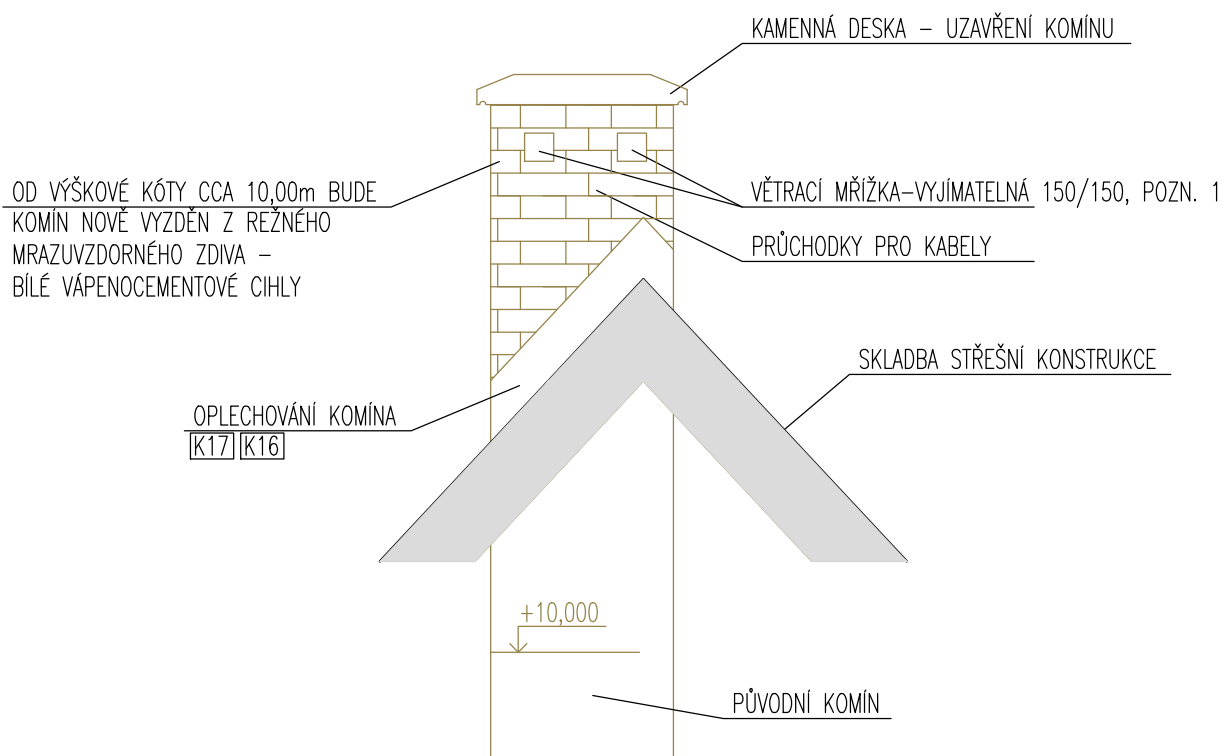 KAMENNÁ DESKA – UZAVŘENÍ KOMÍNU
OD VÝŠKOVÉ KÓTY CCA 10,00m BUDE
KOMÍN NOVĚ VYZDĚN Z REŽNÉHO
MRAZUVZDORNÉHO ZDIVA –
BÍLÉ VÁPENOCEMENTOVÉ CIHLY
VĚTRACÍ MŘÍŽKA–VYJÍMATELNÁ 150/150, POZN. 1
PRŮCHODKY PRO KABELY
SKLADBA STŘEŠNÍ KONSTRUKCE
OPLECHOVÁNÍ KOMÍNA
K17 K16
+10,000
PŮVODNÍ KOMÍN